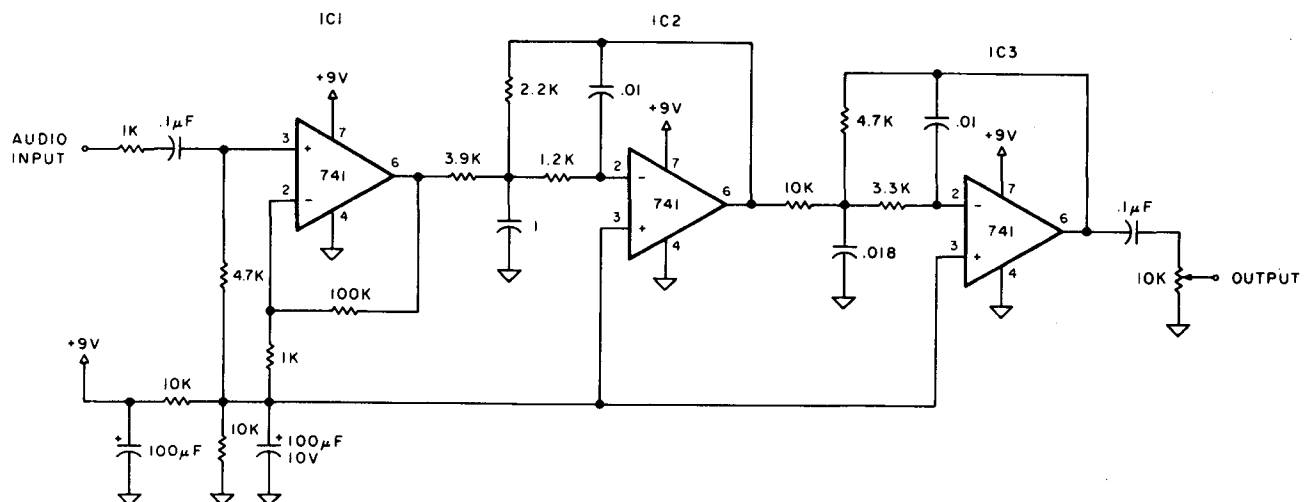 IC1
IC2
IC3
+9V
2.2K
.01
+9V
4.7K
.01
+9V
AUDIO
INPUT
1K
.1μF
3
+
7
741
6
2
−
4
3.9K
1.2K
2
−
7
741
6
3
+
4
1
10K
3.3K
2
−
7
741
6
3
+
4
.018
.1μF
10K
OUTPUT
4.7K
100K
1K
+9V
10K
+
100μF
10K
+
100μF
10V